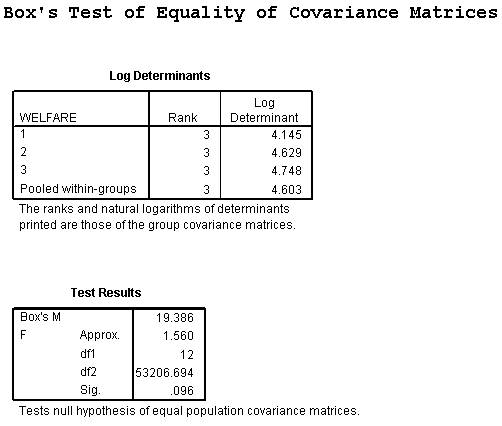 Box's Test of Equality of Covariance Matrices
Log Determinants
WELFARE Rank Log Determinant
1 3 4.145
2 3 4.629
3 3 4.748
Pooled within-groups 3 4.603
The ranks and natural logarithms of determinants
printed are those of the group covariance matrices.
Test Results
Box's M 19.386
F Approx. 1.560
df1 12
df2 53206.694
Sig. .096
Tests null hypothesis of equal population covariance matrices.